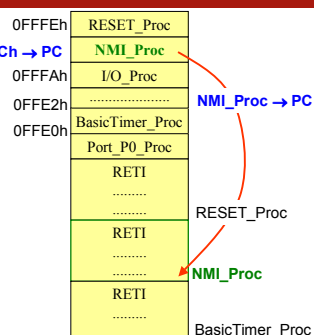 0FFFEh RESET_Proc
Ch → PC NMI_Proc
0FFFAh I/O_Proc
0FFE2h .....................
NMI_Proc → PC
0FFE0h BasicTimer_Proc
Port_P0_Proc
RETI
.........
......... RESET_Proc
RETI
.........
......... NMI_Proc
RETI
.........
BasicTimer_Proc